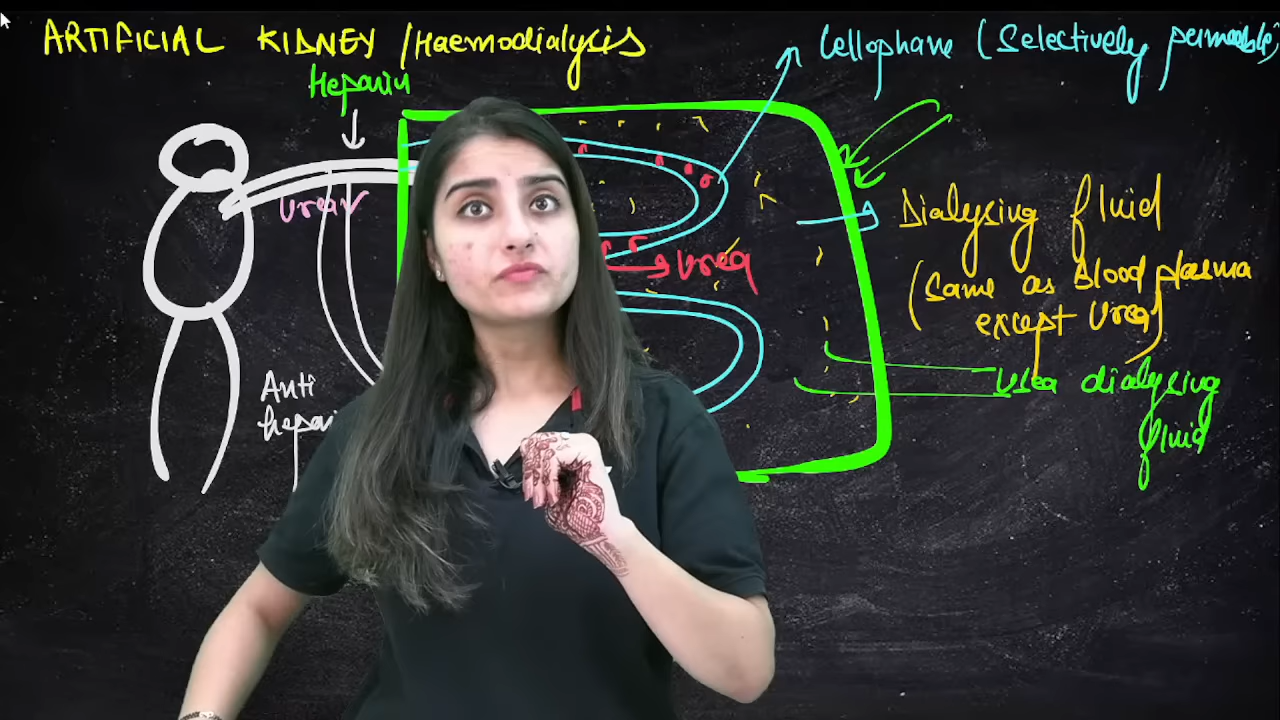 ARTIFICIAL KIDNEY / Haemodialysis
Cellophane (Selectively permeable)
Heparin
Urea
Urea
Dialysing fluid
(Same as Blood plasma
except Urea)
Urea dialysing
fluid
Anti